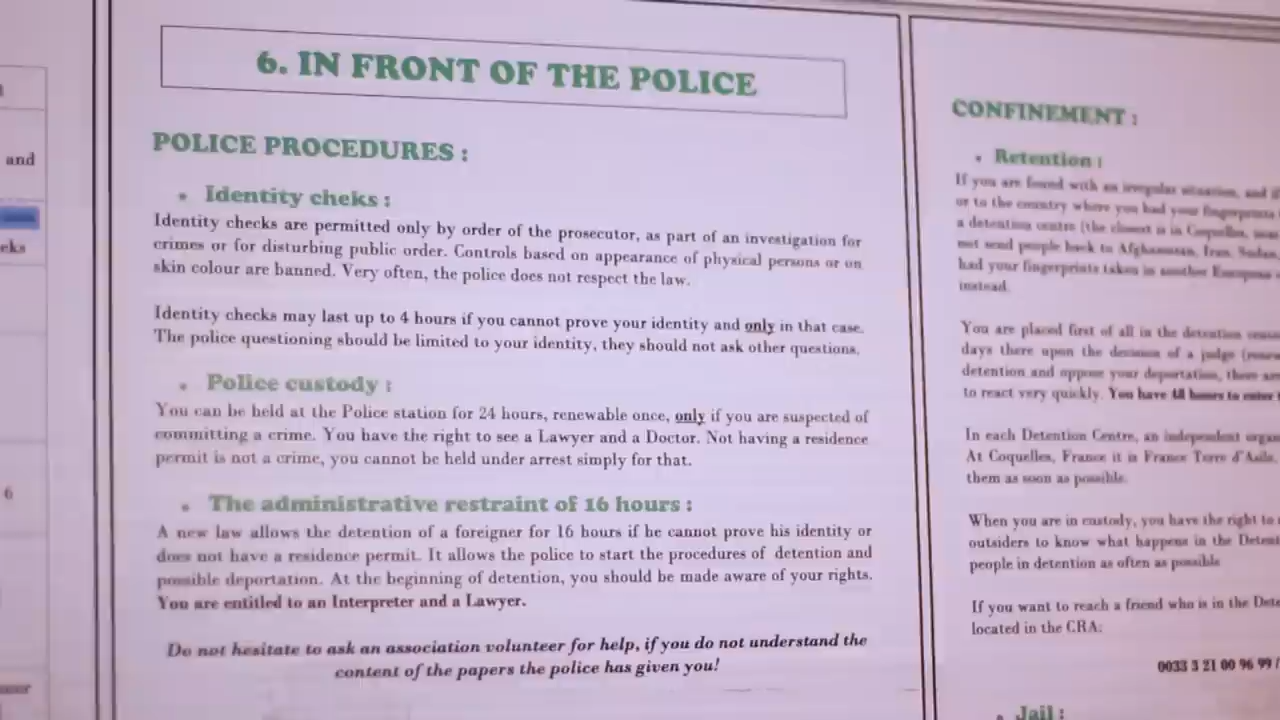 and
eks
6
6. IN FRONT OF THE POLICE
POLICE PROCEDURES :
• Identity cheks :
Identity checks are permitted only by order of the prosecutor, as part of an investigation for
crimes or for disturbing public order. Controls based on appearance of physical persons or on
skin colour are banned. Very often, the police does not respect the law.
Identity checks may last up to 4 hours if you cannot prove your identity and only in that case.
The police questioning should be limited to your identity, they should not ask other questions.
• Police custody :
You can be held at the Police station for 24 hours, renewable once, only if you are suspected of
committing a crime. You have the right to see a Lawyer and a Doctor. Not having a residence
permit is not a crime, you cannot be held under arrest simply for that.
• The administrative restraint of 16 hours :
A new law allows the detention of a foreigner for 16 hours if he cannot prove his identity or
does not have a residence permit. It allows the police to start the procedures of detention and
possible deportation. At the beginning of detention, you should be made aware of your rights.
You are entitled to an Interpreter and a Lawyer.
Do not hesitate to ask an association volunteer for help, if you do not understand the
content of the papers the police has given you!
CONFINEMENT :
• Retention :
If you are found with an irregular situation, and if
or to the country where you had your fingerprints
a detention centre (the closest is in Coquelles,
not send people back to Afghanistan, Iran, Sudan,
had your fingerprints taken in another European
instead.
You are placed first of all in the detention
days there upon the decision of a judge
detention and oppose your deportation, there
to react very quickly. You have 48 hours to
In each Detention Centre, an independent
At Coquelles, France it is France Terre d'Asile.
them as soon as possible.
When you are in custody, you have the right to
outsiders to know what happens in the
people in detention as often as possible
If you want to reach a friend who is in the
located in the CRA:
0033 3 21 00 96 99 /
• Jail :